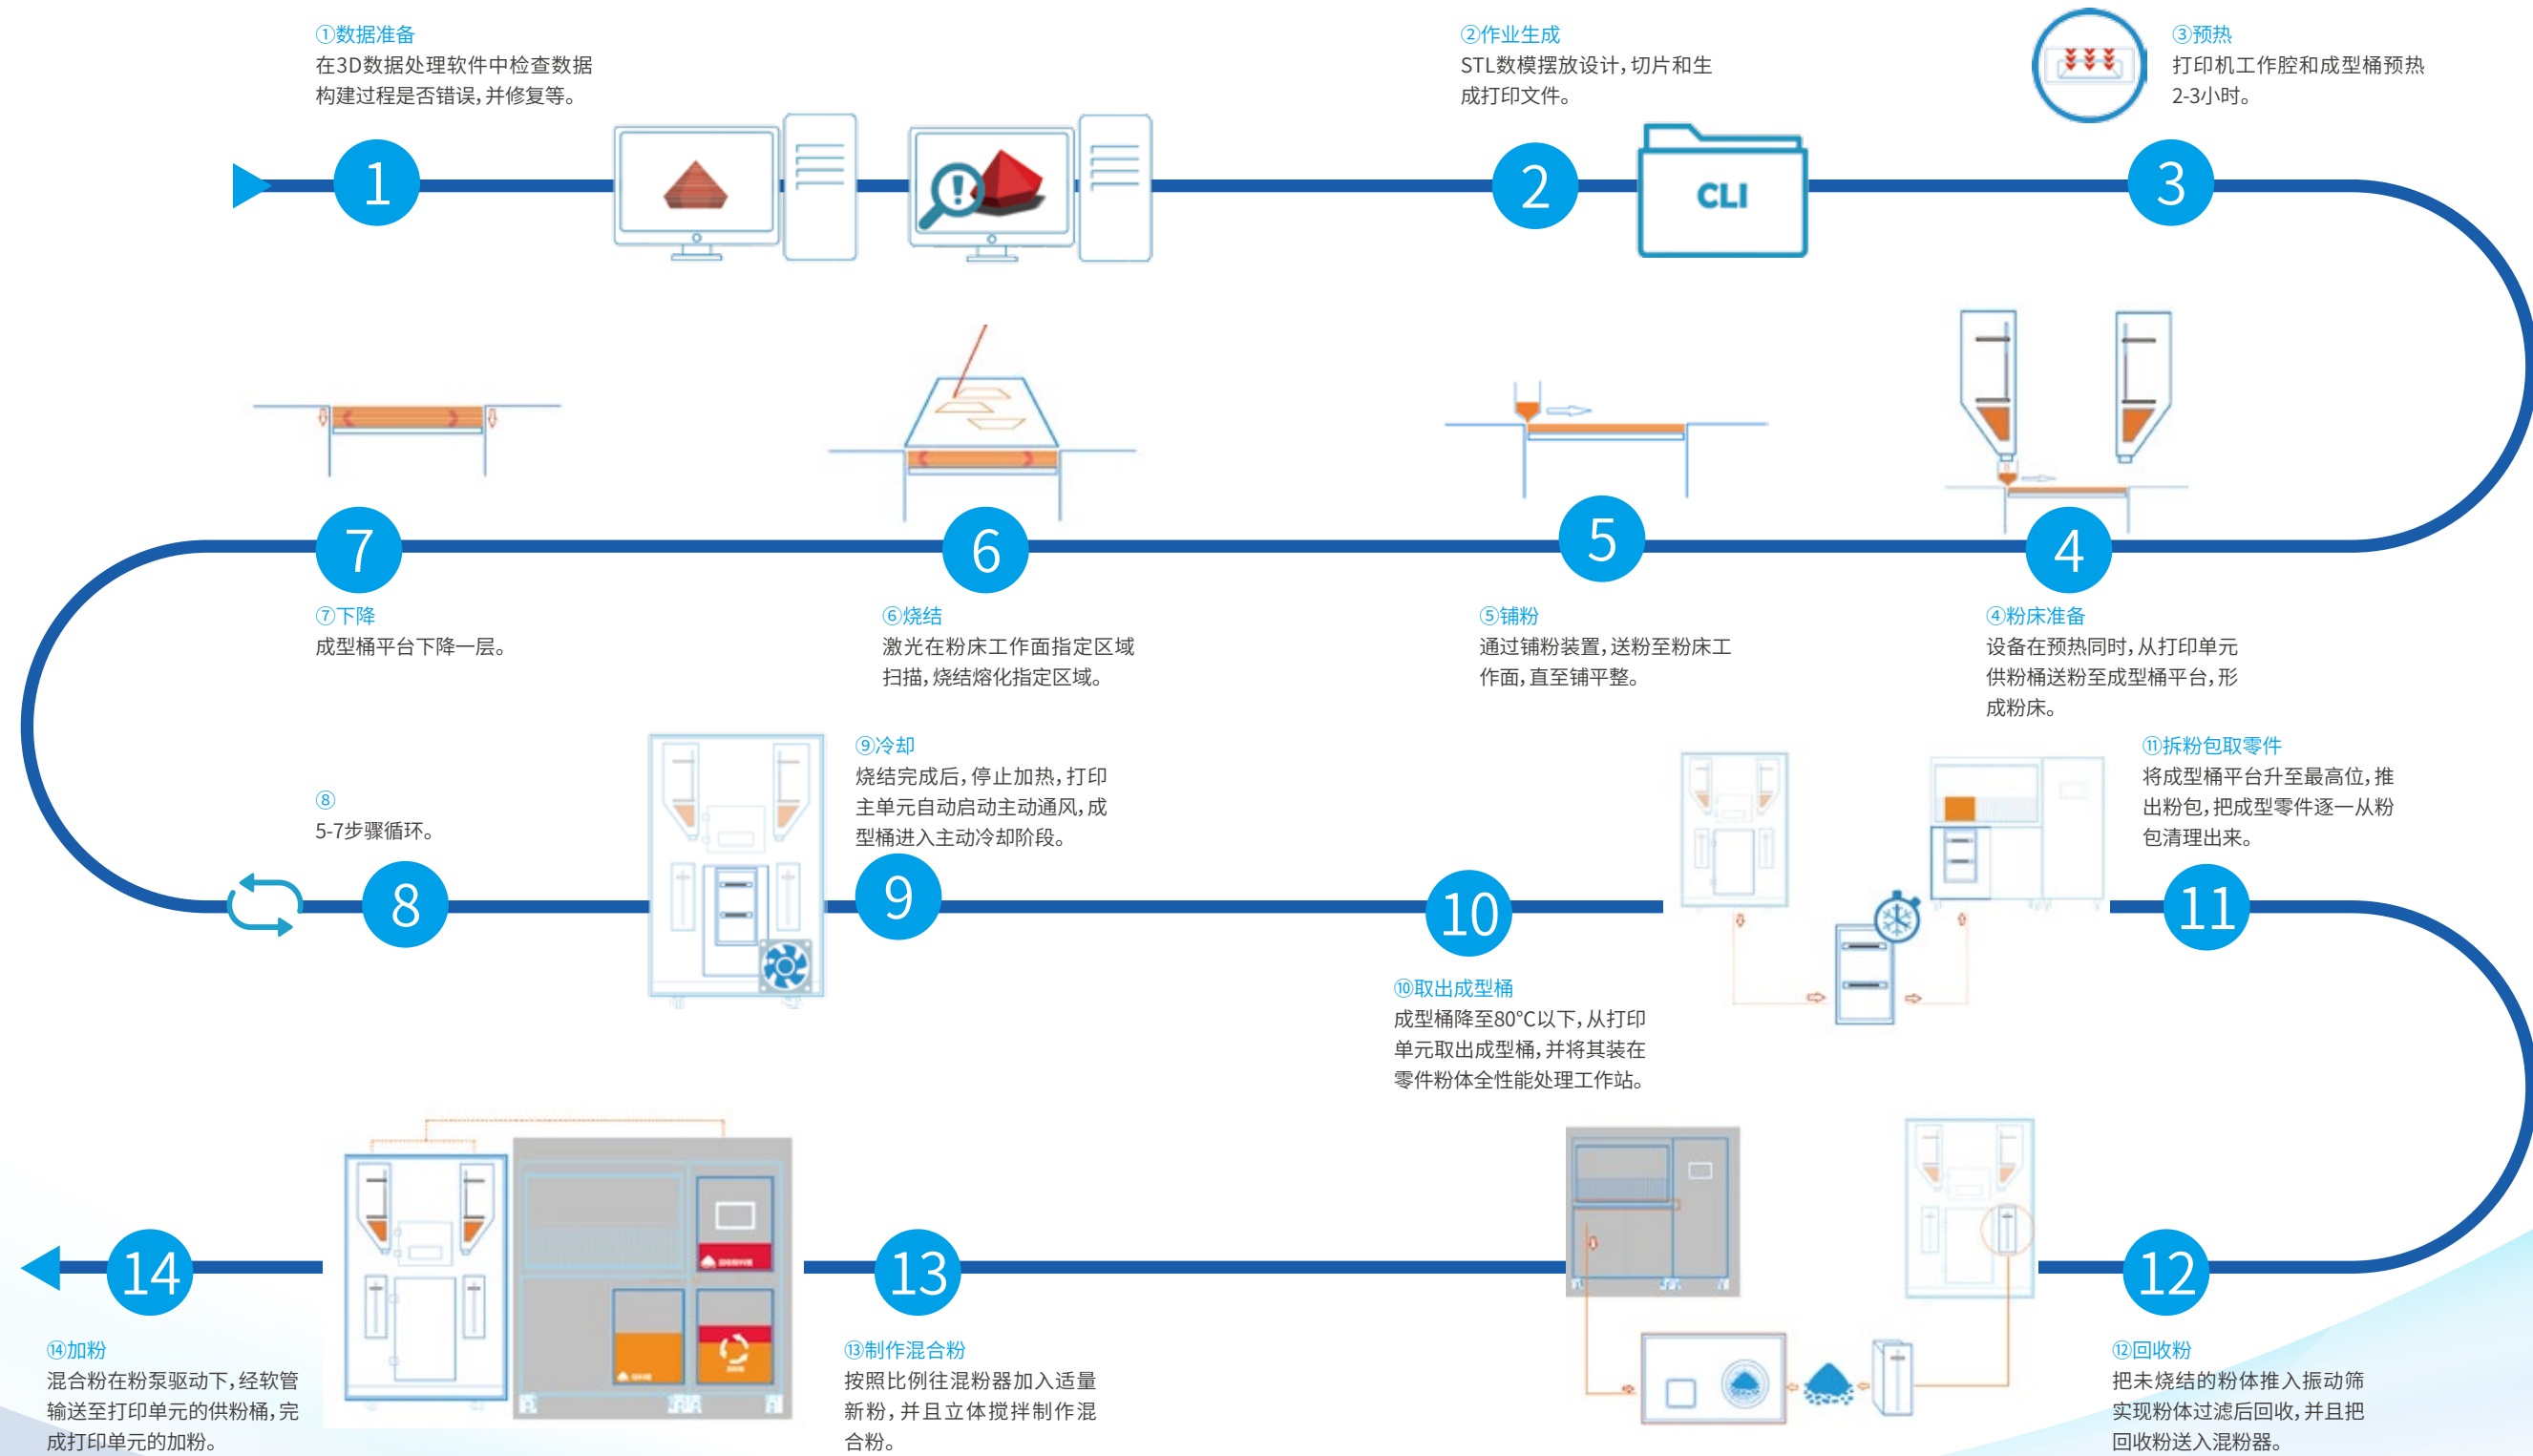 ①数据准备
在3D数据处理软件中检查数据
构建过程是否错误,并修复等。
1
②作业生成
STL数模摆放设计,切片和生
成打印文件。
2
CLI
③预热
打印机工作腔和成型桶预热
2-3小时。
3
4
④粉床准备
设备在预热同时,从打印单元
供粉桶送粉至成型桶平台,形
成粉床。
5
⑤铺粉
通过铺粉装置,送粉至粉床工
作面,直至铺平整。
6
⑥烧结
激光在粉床工作面指定区域
扫描,烧结熔化指定区域。
7
⑦下降
成型桶平台下降一层。
⑧
5-7步骤循环。
8
⑨冷却
烧结完成后,停止加热,打印
主单元自动启动主动通风,成
型桶进入主动冷却阶段。
9
10
⑩取出成型桶
成型桶降至80℃以下,从打印
单元取出成型桶,并将其装在
零件粉体全性能处理工作站。
⑪拆粉包取零件
将成型桶平台升至最高位,推
出粉包,把成型零件逐一从粉
包清理出来。
11
12
⑫回收粉
把未烧结的粉体推入振动筛
实现粉体过滤后回收,并且把
回收粉送入混粉器。
13
⑬制作混合粉
按照比例往混粉器加入适量
新粉,并且立体搅拌制作混
合粉。
14
⑭加粉
混合粉在粉泵驱动下,经软管
输送至打印单元的供粉桶,完
成打印单元的加粉。